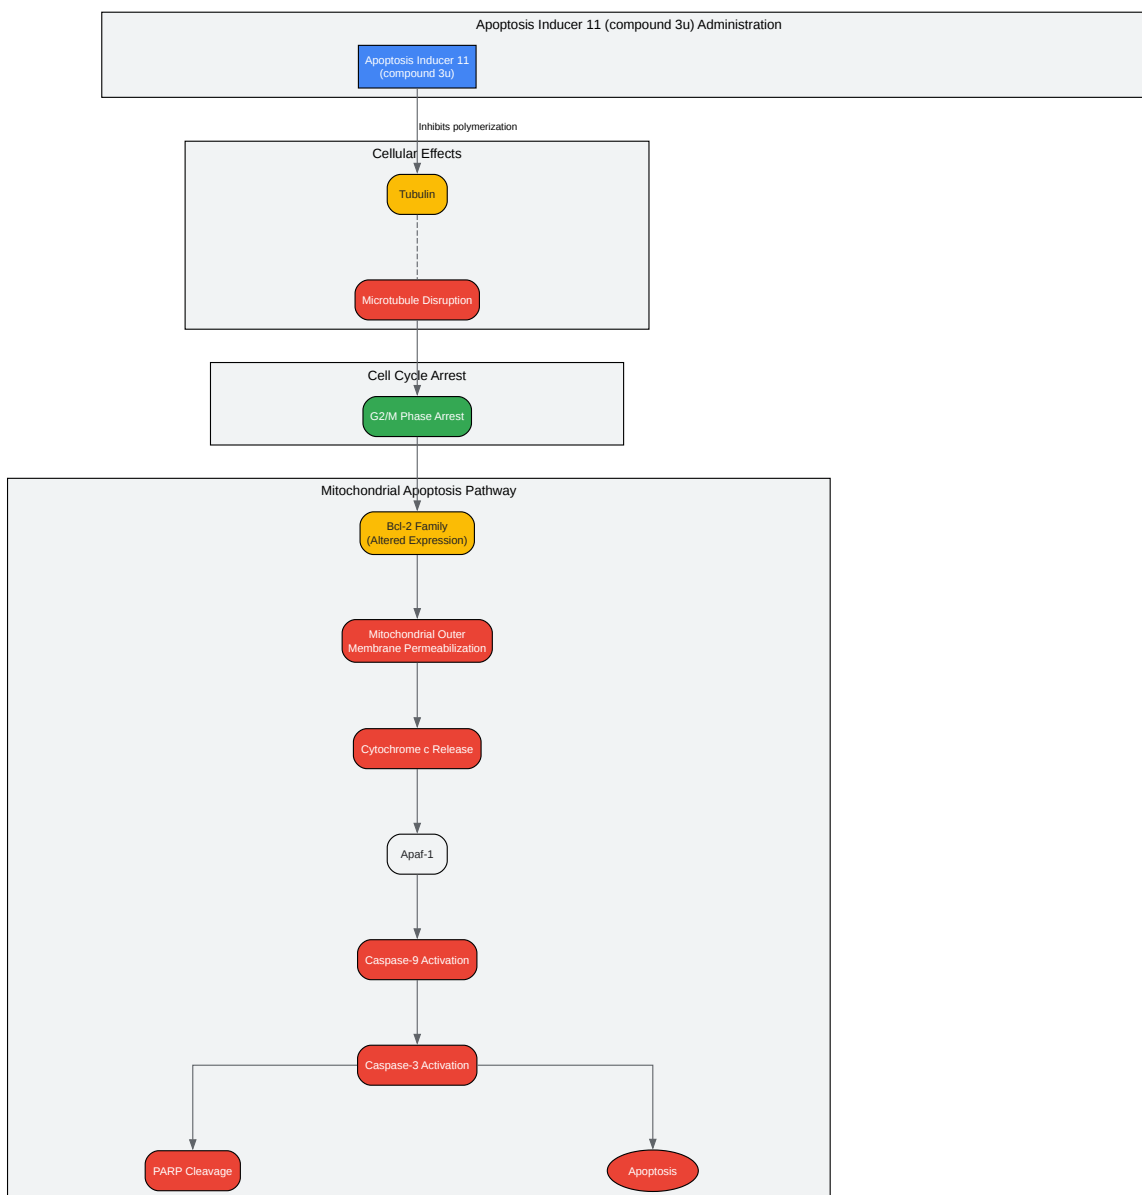 Apoptosis Inducer 11 (compound 3u) Administration
Apoptosis Inducer 11
(compound 3u)
Inhibits polymerization
Cellular Effects
Tubulin
Microtubule Disruption
Cell Cycle Arrest
G2/M Phase Arrest
Mitochondrial Apoptosis Pathway
Bcl-2 Family
(Altered Expression)
Mitochondrial Outer
Membrane Permeabilization
Cytochrome c Release
Apaf-1
Caspase-9 Activation
Caspase-3 Activation
PARP Cleavage
Apoptosis